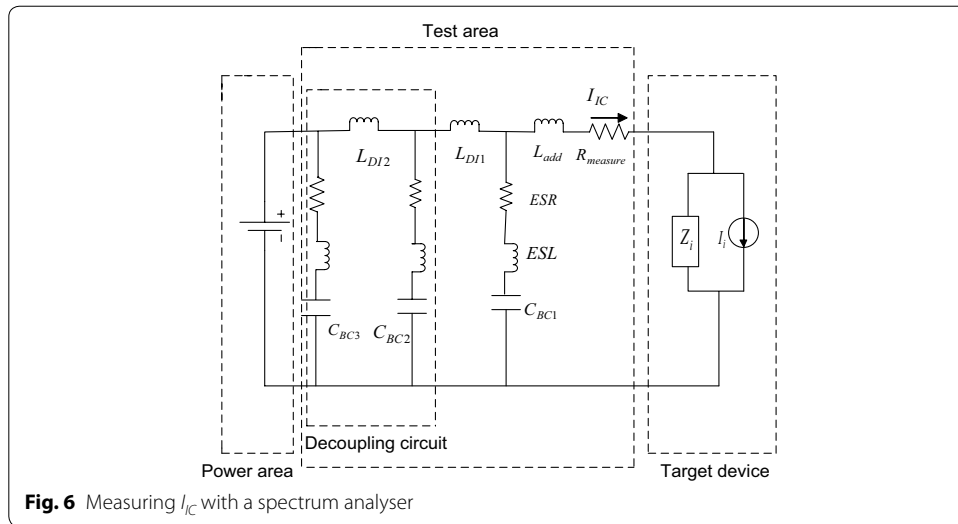 Test area
I_IC
L_DI2
L_DI1
L_add
R_measure
ESR
+
Z_i
I_i
ESL
C_BC3
C_BC2
C_BC1
Decoupling circuit
Power area
Target device
Fig. 6 Measuring I_IC with a spectrum analyser